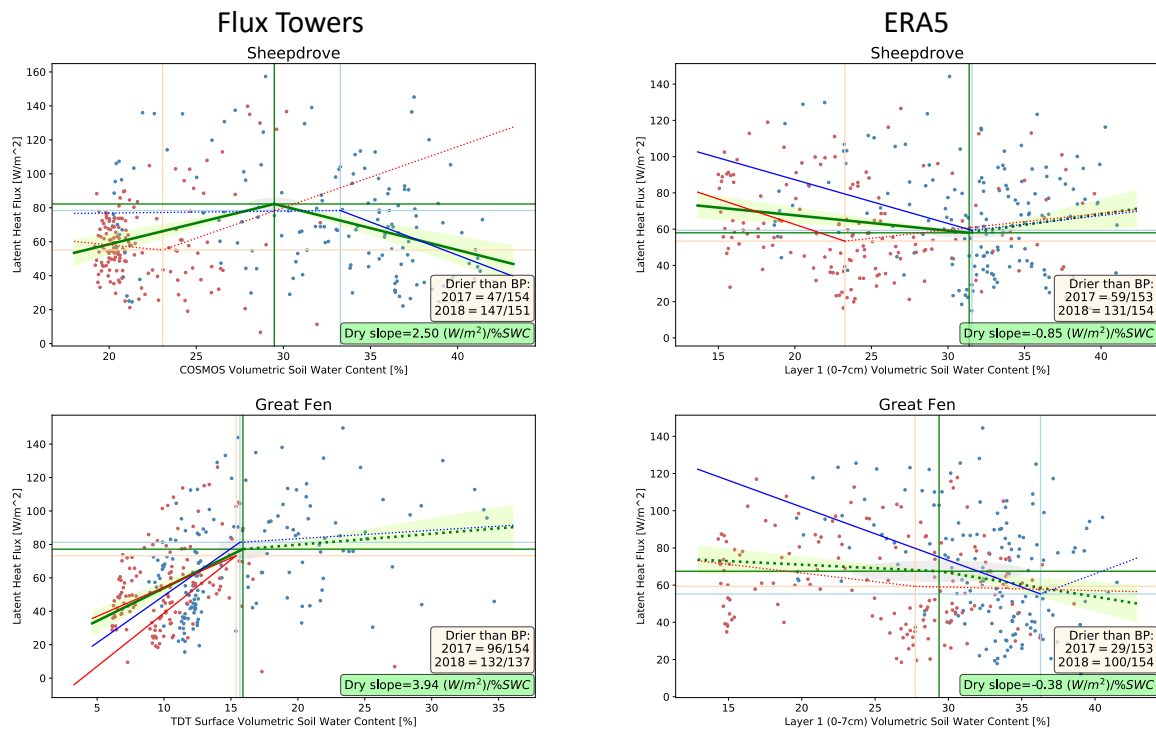 Flux Towers
ERA5
Sheepdrove
160
140
120
100
80
60
40
20
0
Latent Heat Flux [W/m^2]
Drier than BP:
2017 = 47/154
2018 = 147/151
Dry slope=2.50 (W/m²)/%SWC
20
25
30
35
40
COSMOS Volumetric Soil Water Content [%]
Sheepdrove
140
120
100
80
60
40
20
0
Latent Heat Flux [W/m^2]
Drier than BP:
2017 = 59/153
2018 = 131/154
Dry slope=-0.85 (W/m²)/%SWC
15
20
25
30
35
40
Layer 1 (0-7cm) Volumetric Soil Water Content [%]
Great Fen
140
120
100
80
60
40
20
0
Latent Heat Flux [W/m^2]
Drier than BP:
2017 = 96/154
2018 = 132/137
Dry slope=3.94 (W/m²)/%SWC
5
10
15
20
25
30
35
TDT Surface Volumetric Soil Water Content [%]
Great Fen
140
120
100
80
60
40
20
0
Latent Heat Flux [W/m^2]
Drier than BP:
2017 = 29/153
2018 = 100/154
Dry slope=-0.38 (W/m²)/%SWC
15
20
25
30
35
40
Layer 1 (0-7cm) Volumetric Soil Water Content [%]